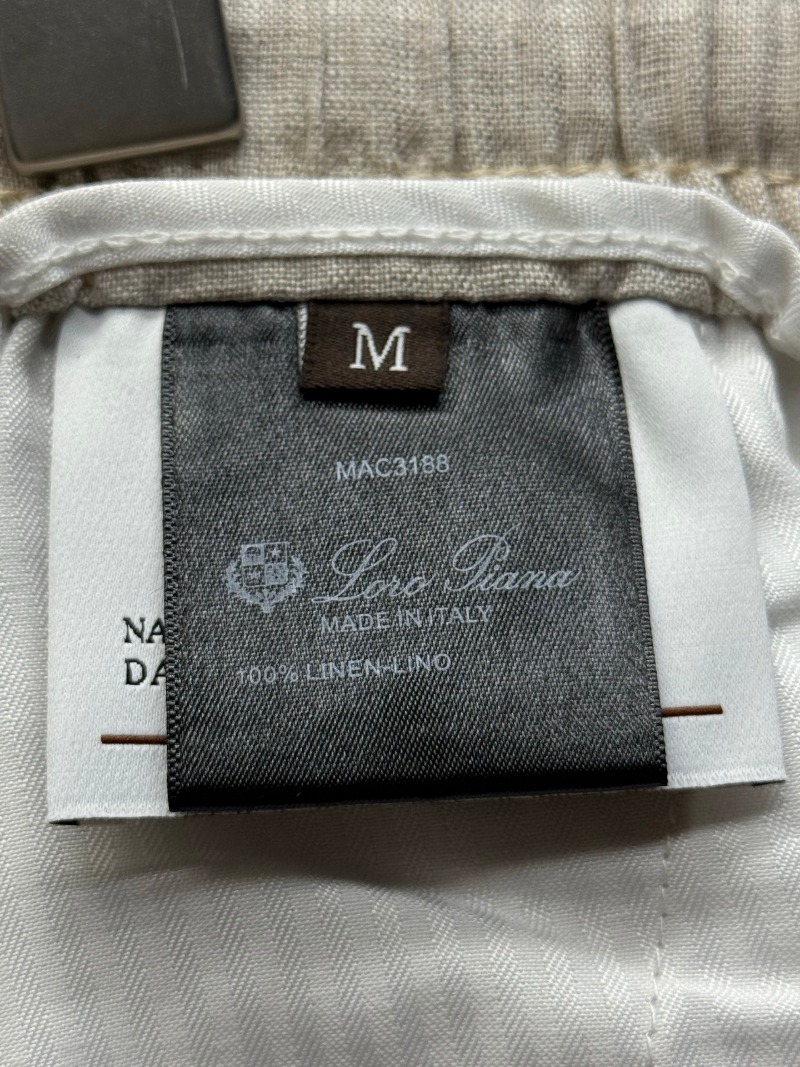 M
MAC3188
Loro Piana
MADE IN ITALY
100% LINEN-LINO
NA
DA